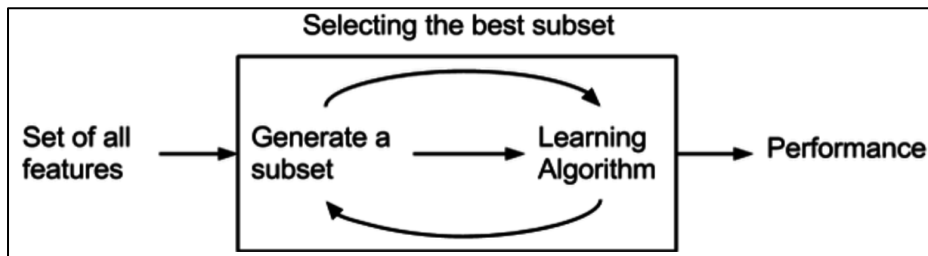 Selecting the best subset
Set of all
features
Generate a
subset
Learning
Algorithm
Performance